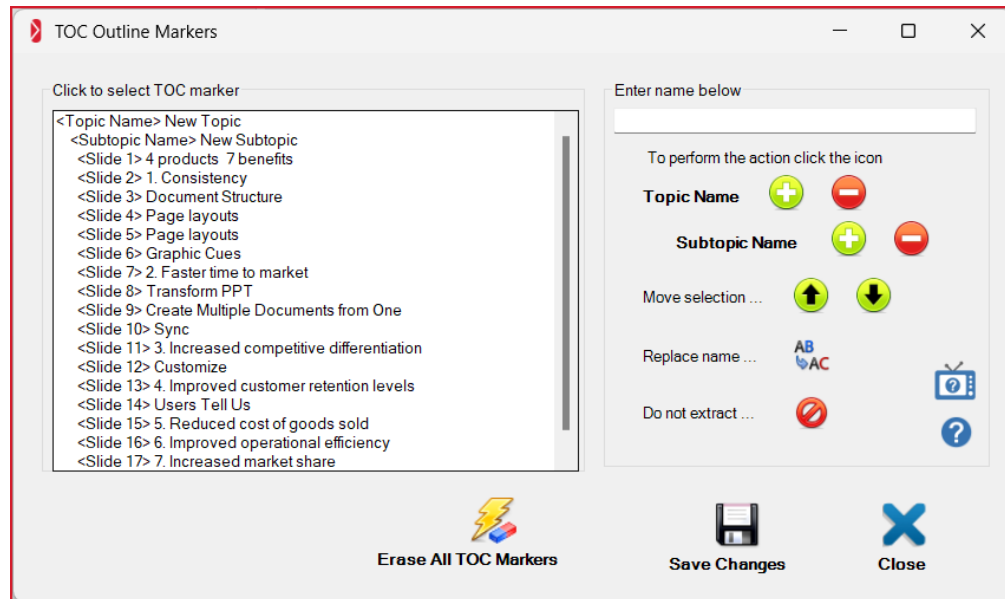 TOC Outline Markers
Click to select TOC marker
<Topic Name> New Topic
<Subtopic Name> New Subtopic
<Slide 1> 4 products  7 benefits
<Slide 2> 1. Consistency
<Slide 3> Document Structure
<Slide 4> Page layouts
<Slide 5> Page layouts
<Slide 6> Graphic Cues
<Slide 7> 2. Faster time to market
<Slide 8> Transform PPT
<Slide 9> Create Multiple Documents from One
<Slide 10> Sync
<Slide 11> 3. Increased competitive differentiation
<Slide 12> Customize
<Slide 13> 4. Improved customer retention levels
<Slide 14> Users Tell Us
<Slide 15> 5. Reduced cost of goods sold
<Slide 16> 6. Improved operational efficiency
<Slide 17> 7. Increased market share
Enter name below
To perform the action click the icon
Topic Name
Subtopic Name
Move selection ...
Replace name ...
AB
AC
Do not extract ...
?
?
Erase All TOC Markers
Save Changes
Close